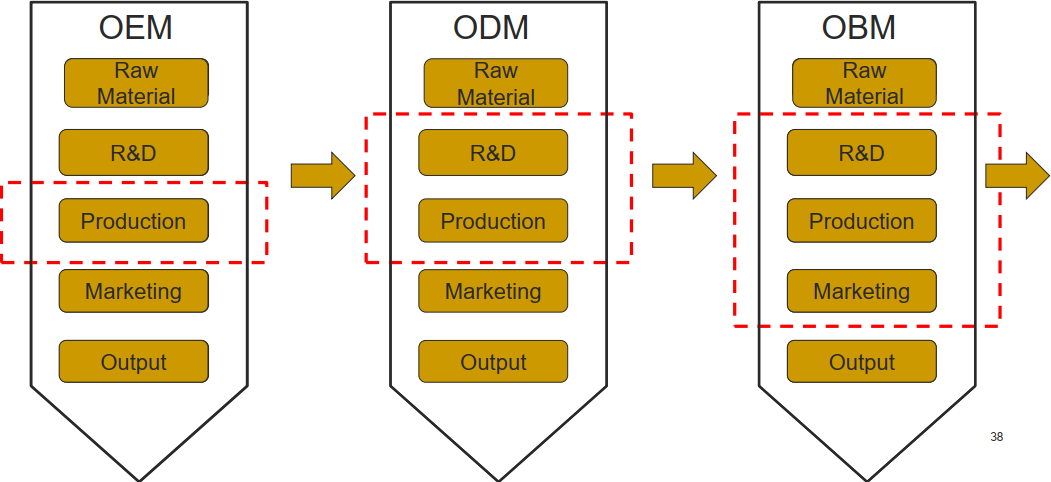 OEM
Raw
Material
R&D
Production
Marketing
Output
ODM
Raw
Material
R&D
Production
Marketing
Output
OBM
Raw
Material
R&D
Production
Marketing
Output
38